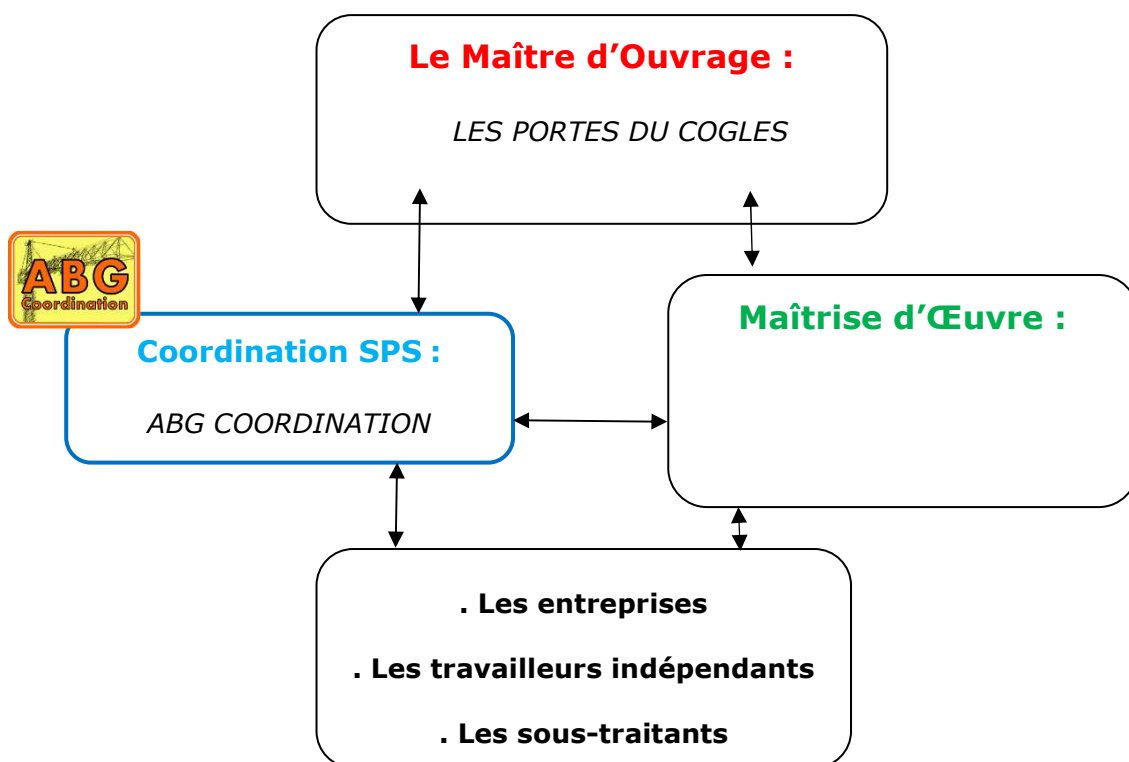 Le Maître d'Ouvrage :
LES PORTES DU COGLES
ABG
Coordination
Coordination SPS :
ABG COORDINATION
Maîtrise d'Œuvre :
. Les entreprises
. Les travailleurs indépendants
. Les sous-traitants